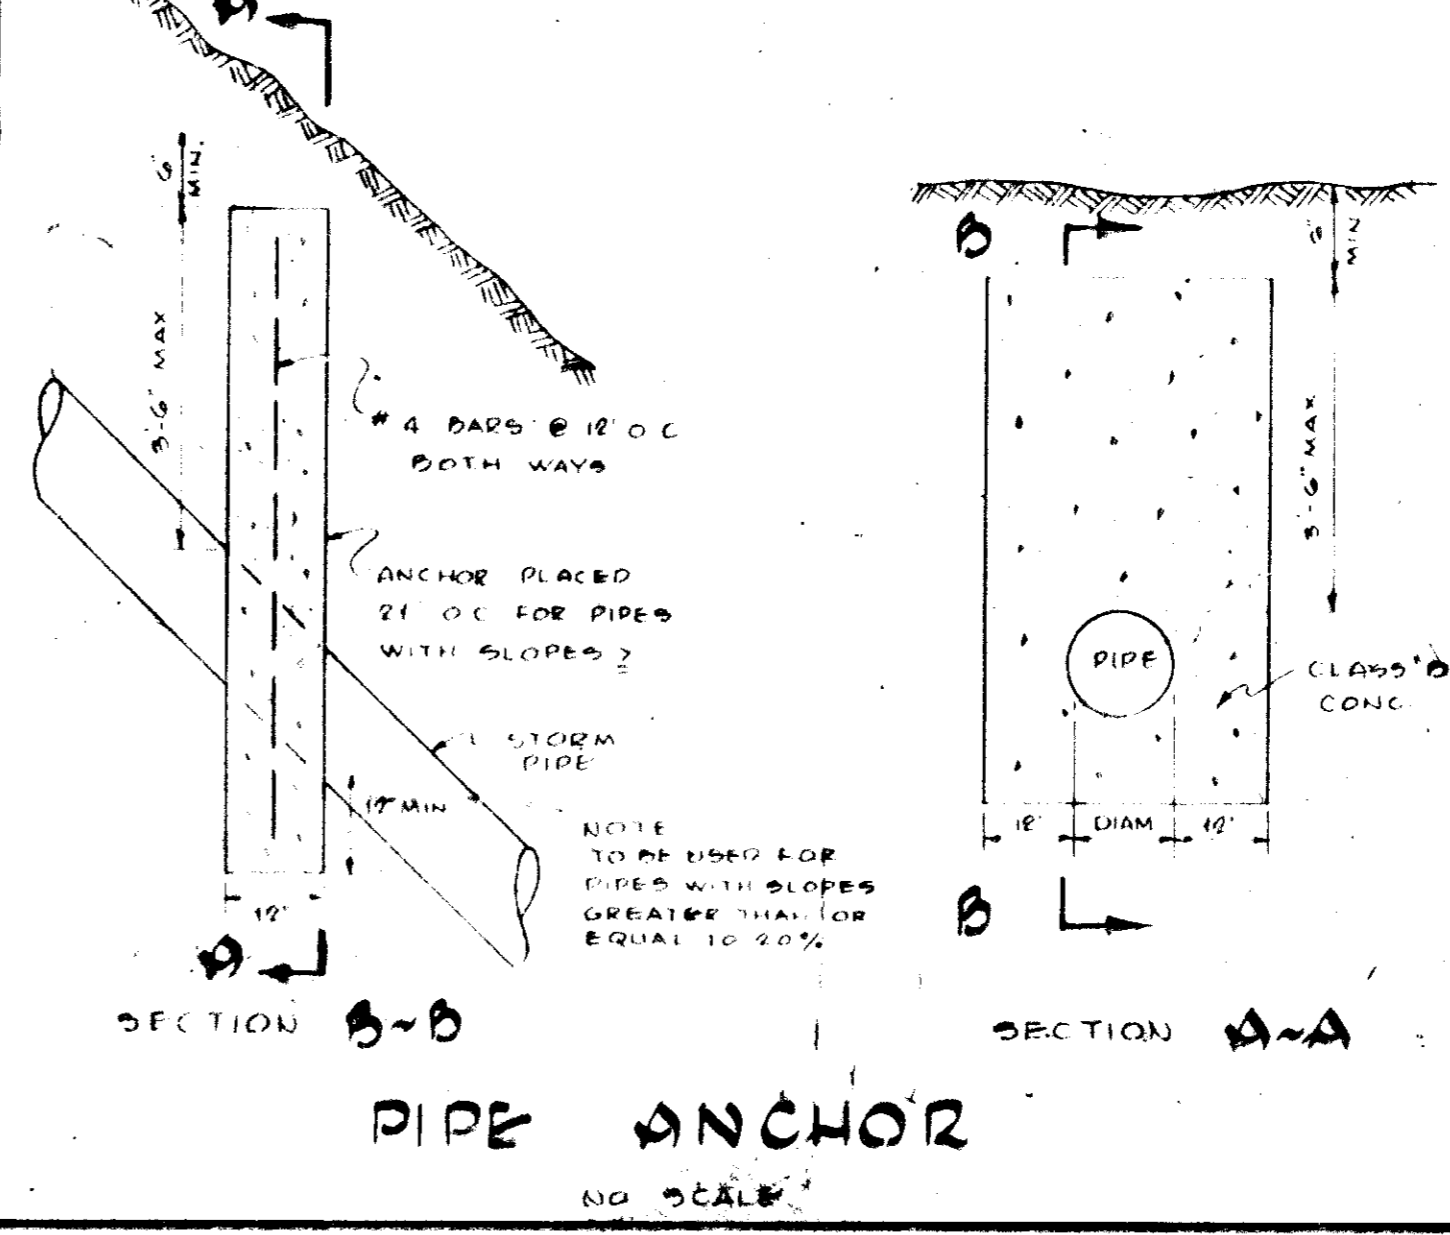 A
6" MIN.
3'-6" MAX
# 4 BARS @ 12" O C
BOTH WAYS
ANCHOR PLACED
21' O C FOR PIPES
WITH SLOPES ≥
STORM
PIPE
12" MIN
12"
A
NOTE
TO BE USED FOR
PIPES WITH SLOPES
GREATER THAN OR
EQUAL TO 20%
SECTION B~B
B
6" MIN
3'-6" MAX
PIPE
CLASS "B
CONC.
12" DIAM 12"
B
SECTION A~A
PIPE ANCHOR
NO SCALE